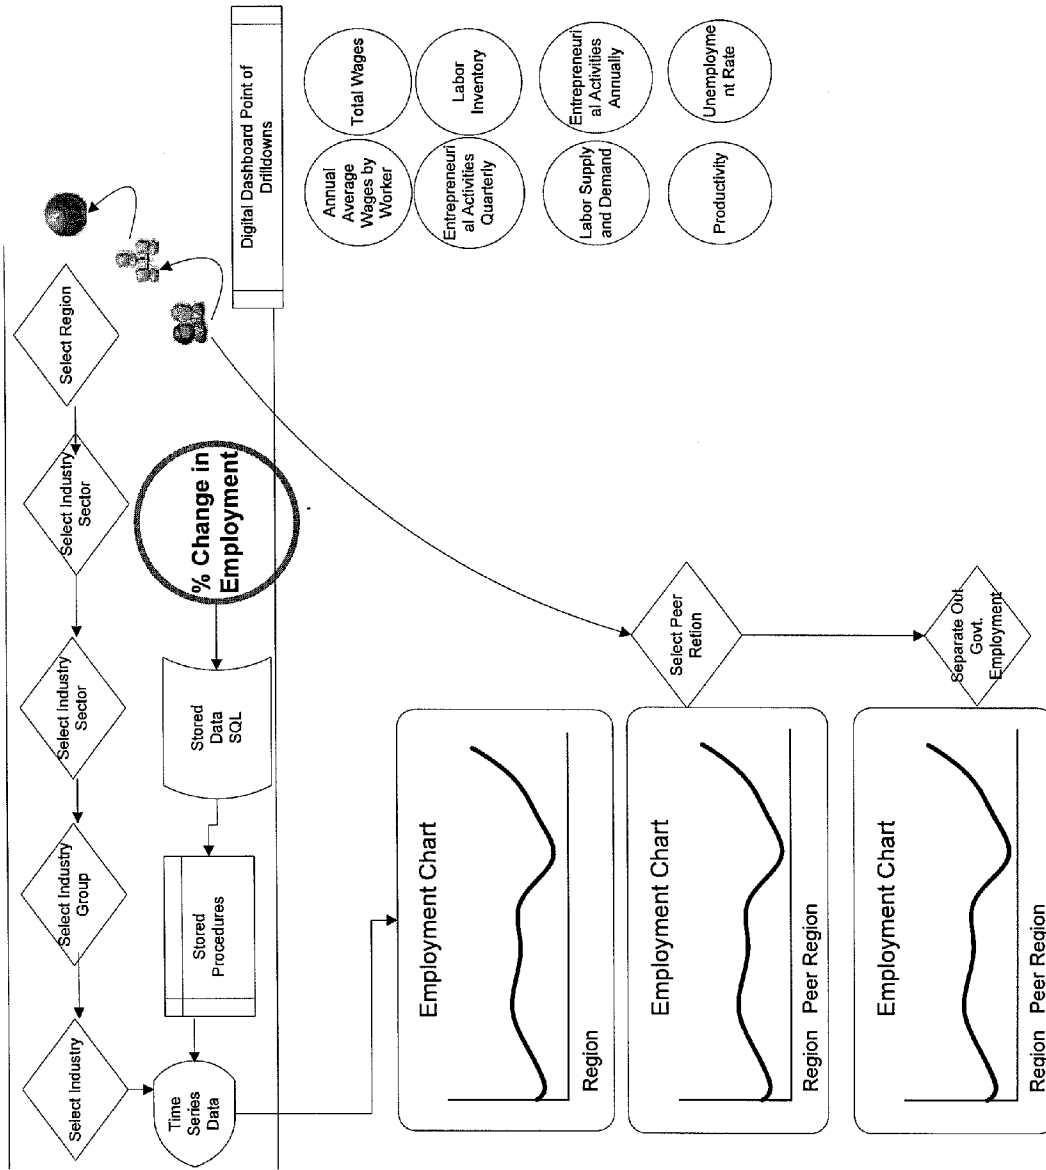 Select Industry
Select Industry
Group
Select Industry
Sector
Select Industry
Sector
Select Region
Time
Series
Data
Stored
Procedures
Stored
Data
SQL
% Change in
Employment
Digital Dashboard Point of
Drilldowns
Annual
Average
Wages by
Worker
Total Wages
Entrepreneuri
al Activities
Quarterly
Labor
Inventory
Labor Supply
and Demand
Entrepreneuri
al Activities
Annually
Productivity
Unemployme
nt Rate
Employment Chart
Region
Select Peer
Retion
Employment Chart
Region Peer Region
Separate Out
Govt.
Employment
Employment Chart
Region Peer Region